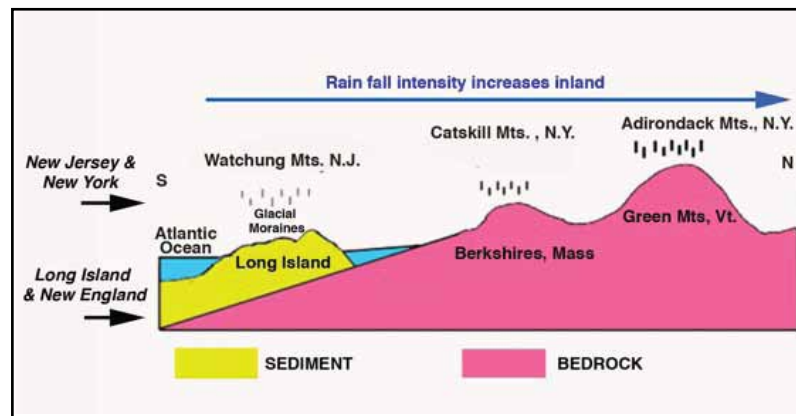 Rain fall intensity increases inland
Adirondack Mts., N.Y.
Catskill Mts. , N.Y.
New Jersey &
New York
S
Watchung Mts. N.J.
N
Glacial
Moraines
Green Mts, Vt.
Atlantic
Ocean
Long Island
Berkshires, Mass
Long Island
& New England
SEDIMENT
BEDROCK